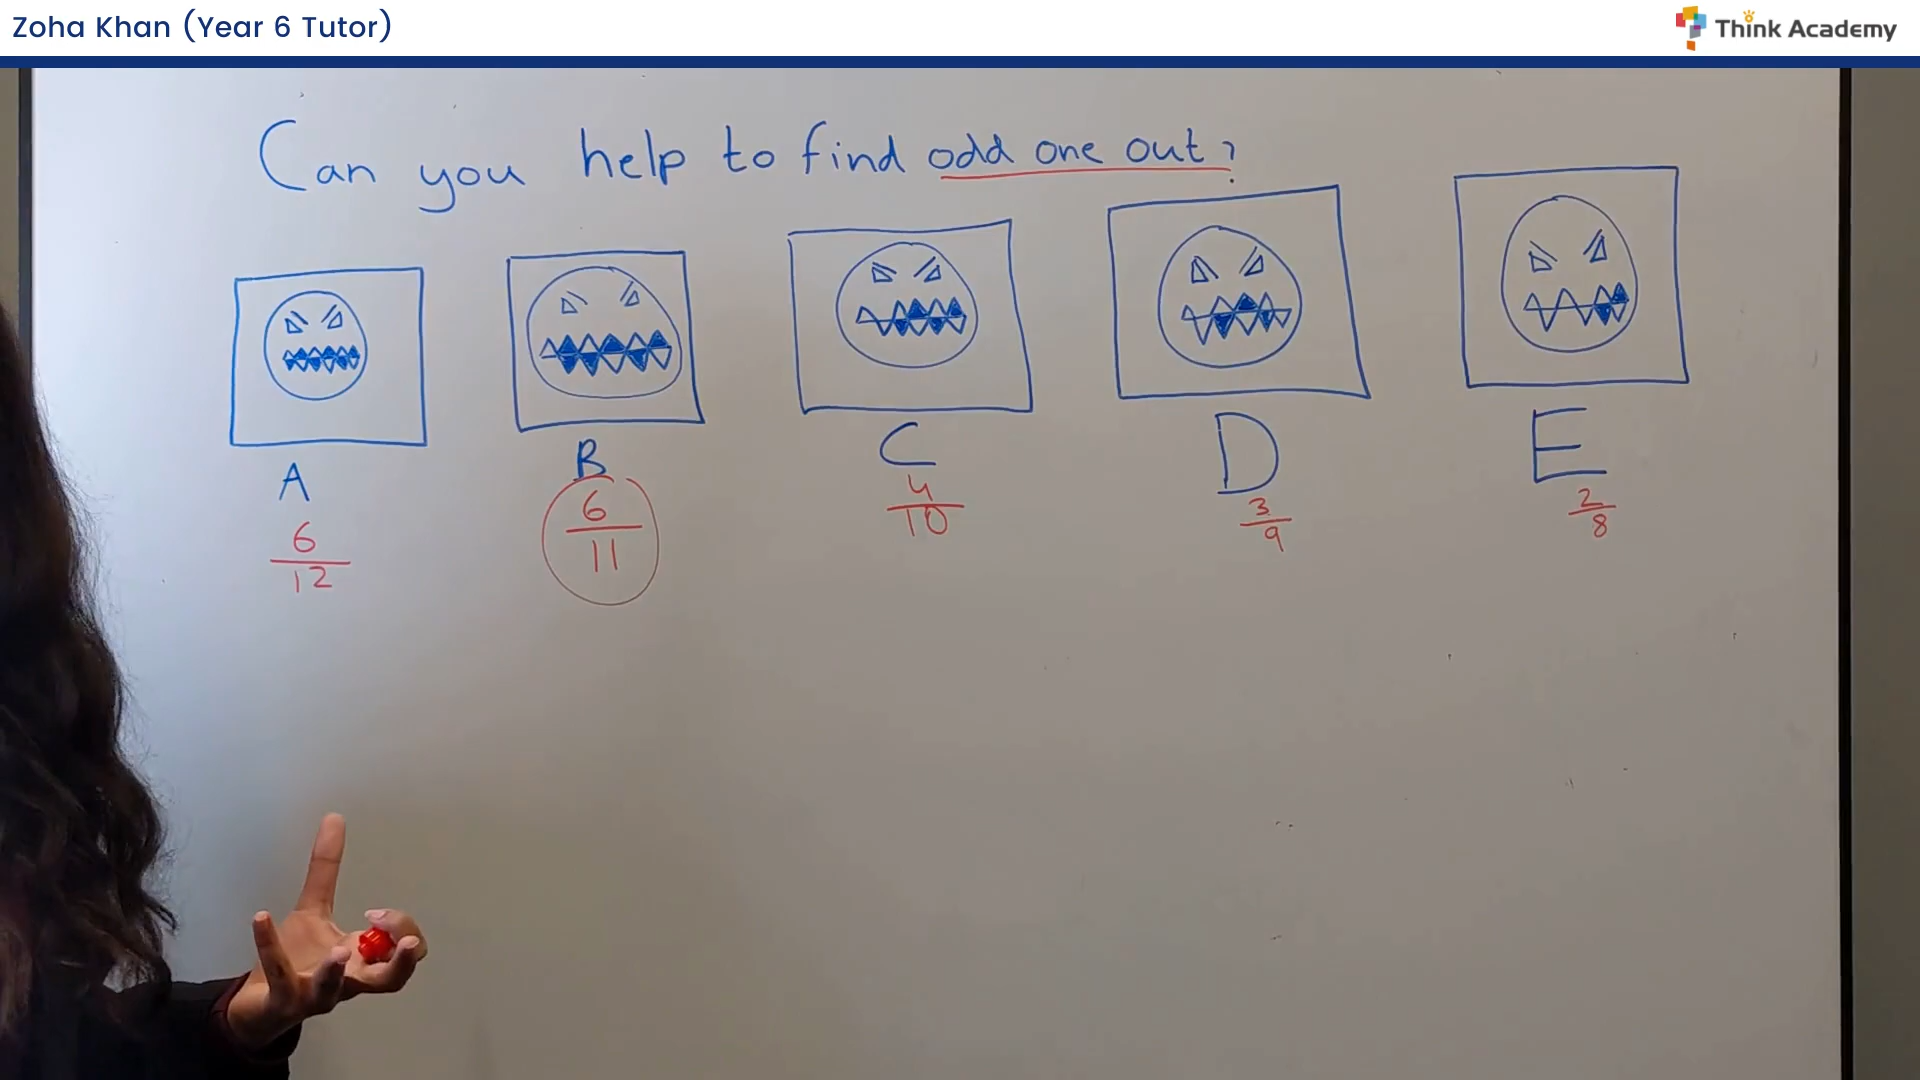 Zoha Khan (Year 6 Tutor)
Think Academy
Can you help to find odd one out?
A
B
C
D
E
6/12
6/11
4/10
3/9
2/8